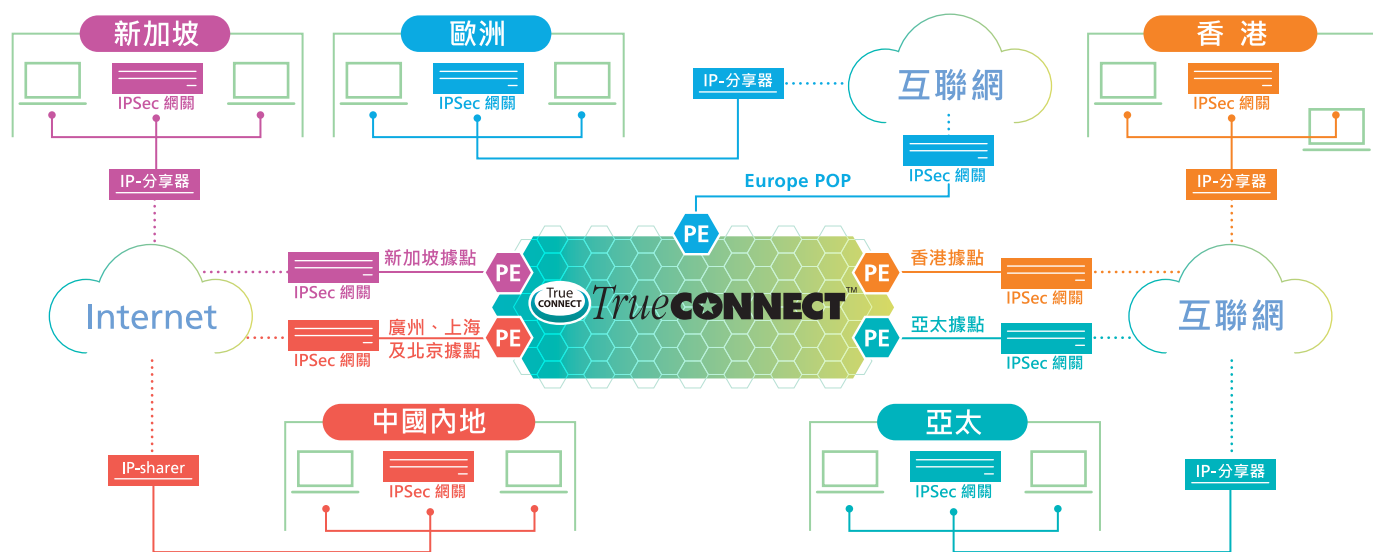 新加坡
歐洲
香 港
IPSec 網關
IPSec 網關
IP-分享器
互聯網
IPSec 網關
IPSec 網關
IP-分享器
Europe POP
IP-分享器
PE
新加坡據點
PE
PE
香港據點
IPSec 網關
IPSec 網關
Internet
True CONNECT
TrueCONNECT™
互聯網
廣州、上海
及北京據點
PE
PE
亞太據點
IPSec 網關
IPSec 網關
中國內地
亞太
IP-sharer
IPSec 網關
IPSec 網關
IP-分享器